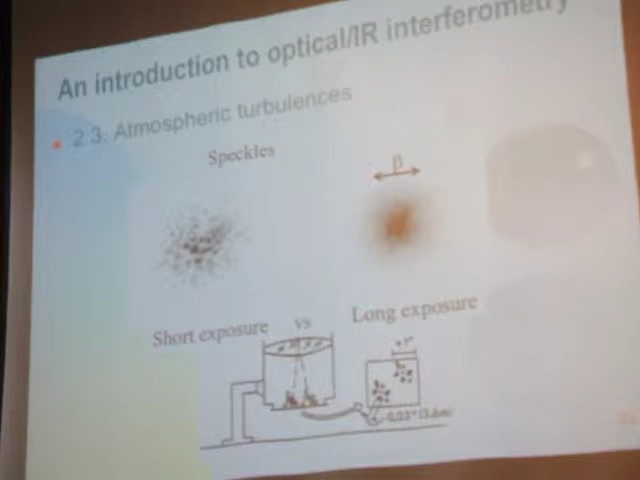 An introduction to optical/IR interferometry
2.3. Atmospheric turbulences
Speckles
β
Short exposure vs Long exposure